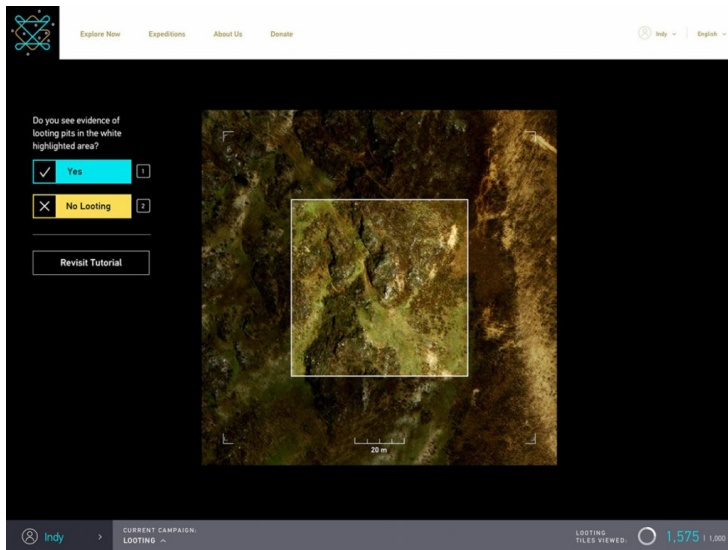 Explore Now
Expeditions
About Us
Donate
Indy
English
Do you see evidence of
looting pits in the white
highlighted area?
Yes
1
No Looting
2
Revisit Tutorial
20 m
Indy
CURRENT CAMPAIGN:
LOOTING
LOOTING
TILES VIEWED:
1,575 | 1,000